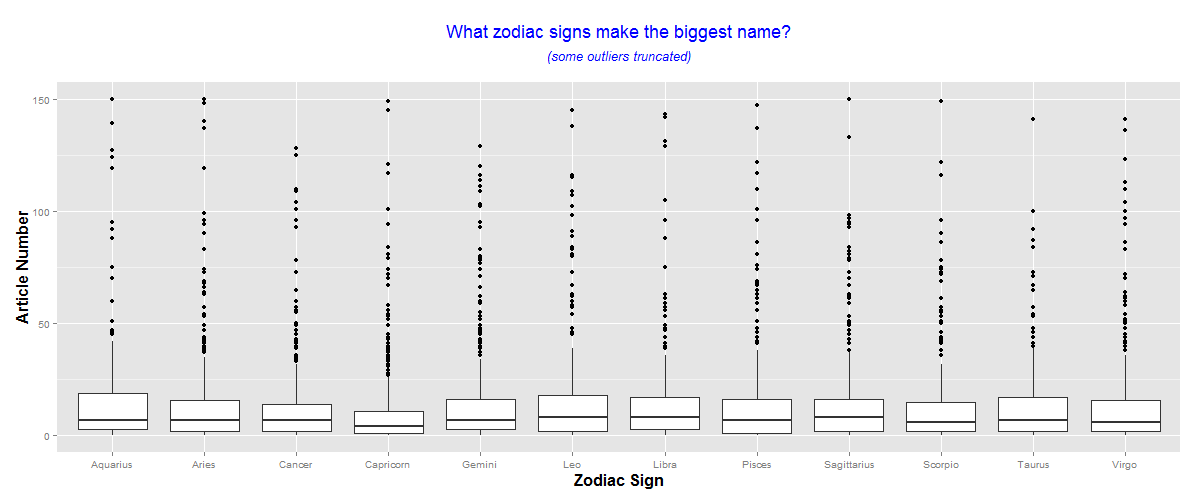 What zodiac signs make the biggest name?
(some outliers truncated)
150
100
50
0
Article Number
Aquarius Aries Cancer Capricorn Gemini Leo Libra Pisces Sagittarius Scorpio Taurus Virgo
Zodiac Sign